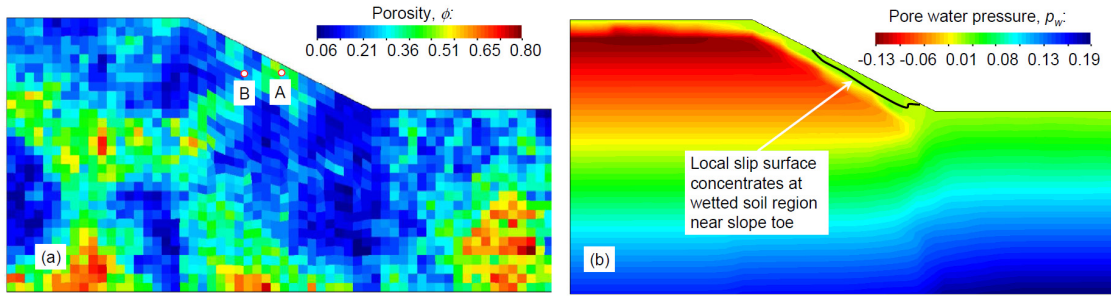 Porosity, ϕ:
0.06 0.21 0.36 0.51 0.65 0.80
B A
(a)
Pore water pressure, p_w:
-0.13 -0.06 0.01 0.08 0.13 0.19
Local slip surface
concentrates at
wetted soil region
near slope toe
(b)